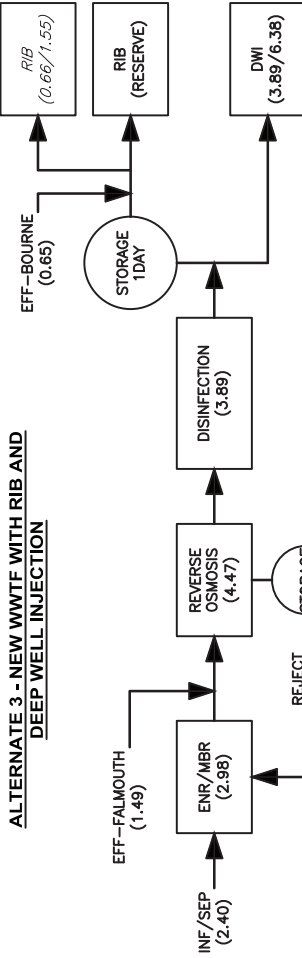 ALTERNATE 3 - NEW WWTF WITH RIB AND
DEEP WELL INJECTION
INF/SEP
(2.40)
ENR/MBR
(2.98)
EFF-FALMOUTH
(1.49)
REJECT
REVERSE
OSMOSIS
(4.47)
STORAGE
DISINFECTION
(3.89)
STORAGE
1DAY
EFF-BOURNE
(0.65)
RIB
(0.66/1.55)
RIB
(RESERVE)
DWI
(3.89/6.38)